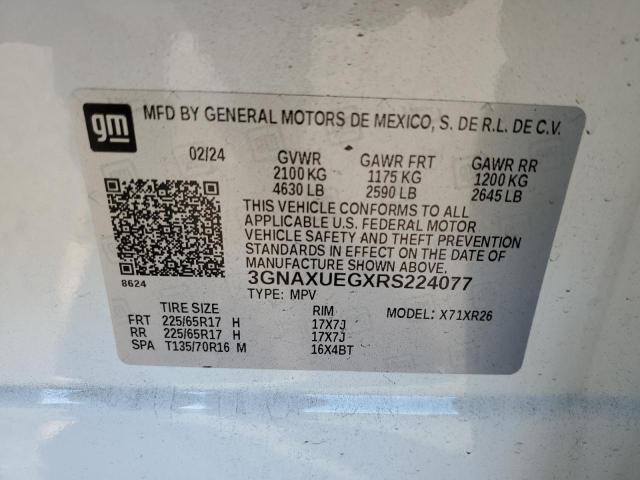 gm
MFD BY GENERAL MOTORS DE MEXICO, S. DE R.L. DE C.V.
02/24 GVWR GAWR FRT GAWR RR
2100 KG 1175 KG 1200 KG
4630 LB 2590 LB 2645 LB
THIS VEHICLE CONFORMS TO ALL
APPLICABLE U.S. FEDERAL MOTOR
VEHICLE SAFETY AND THEFT PREVENTION
STANDARDS IN EFFECT ON THE DATE OF
MANUFACTURE SHOWN ABOVE.
8624 3GNAXUEGXRS224077
TYPE: MPV
TIRE SIZE RIM MODEL: X71XR26
FRT 225/65R17 H 17X7J
RR 225/65R17 H 17X7J
SPA T135/70R16 M 16X4BT